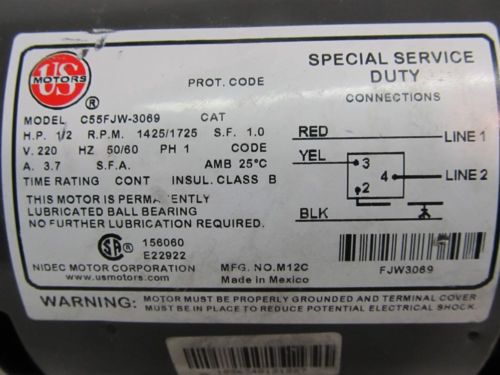 US
MOTORS
®
PROT. CODE
MODEL C55FJW-3069 CAT
H.P. 1/2 R.P.M. 1425/1725 S.F. 1.0
V. 220 HZ 50/60 PH 1 CODE
A. 3.7 S.F.A. AMB 25°C
TIME RATING CONT INSUL. CLASS B
THIS MOTOR IS PERMA ENTLY
LUBRICATED BALL BEARING
NO FURTHER LUBRICATION REQUIRED.
SA
®
156060
E22922
NIDEC MOTOR CORPORATION
www.usmotors.com
MFG. NO. M12C
Made in Mexico
SPECIAL SERVICE
DUTY
CONNECTIONS
RED LINE 1
YEL 3
4 LINE 2
2
BLK
FJW3069
WARNING: MOTOR MUST BE PROPERLY GROUNDED AND TERMINAL COVER
MUST BE IN PLACE TO REDUCE POTENTIAL ELECTRICAL SHOCK.